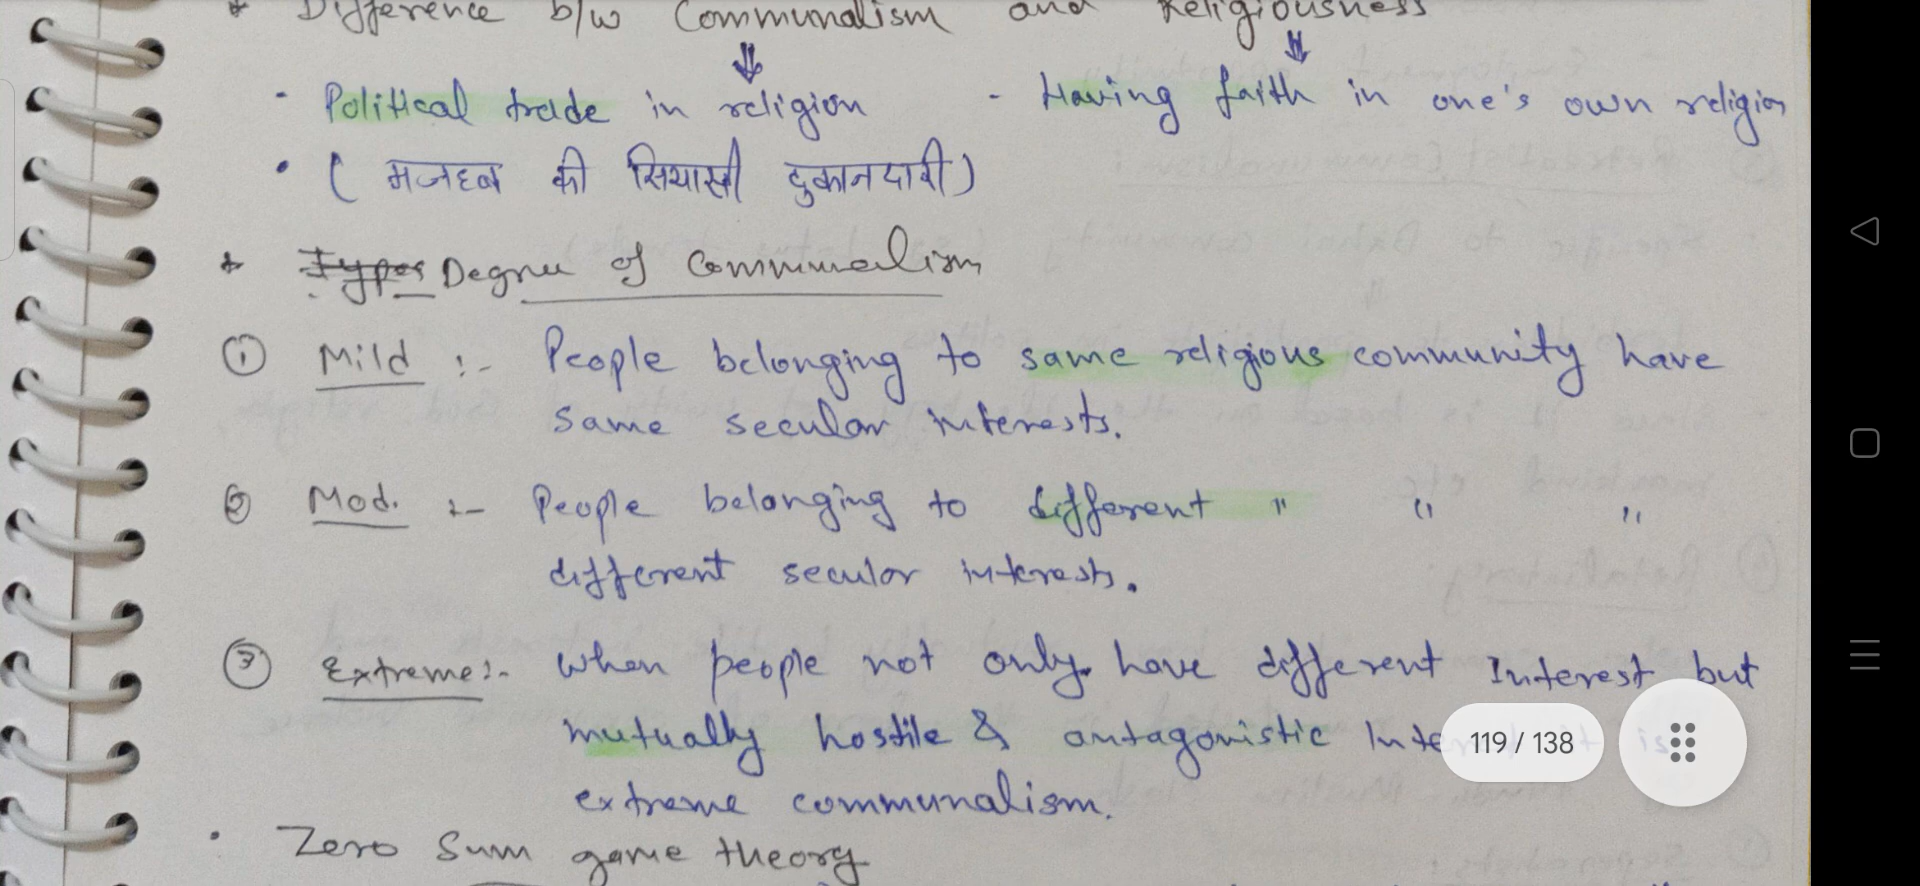 * Difference b/w Communalism and Religiousness
⇓ ⇓
• Political trade in religion - Having faith in one's own religion
• ( मजहब की सियासी दुकानदारी )
* Types Degree of Communalism
① Mild :- People belonging to same religious community have
same secular interests.
② Mod. :- People belonging to different " " "
different secular interests.
③ Extreme :- When people not only have different Interest but
mutually hostile & antagonistic Inte
119 / 138
extreme communalism.
• Zero Sum game theory